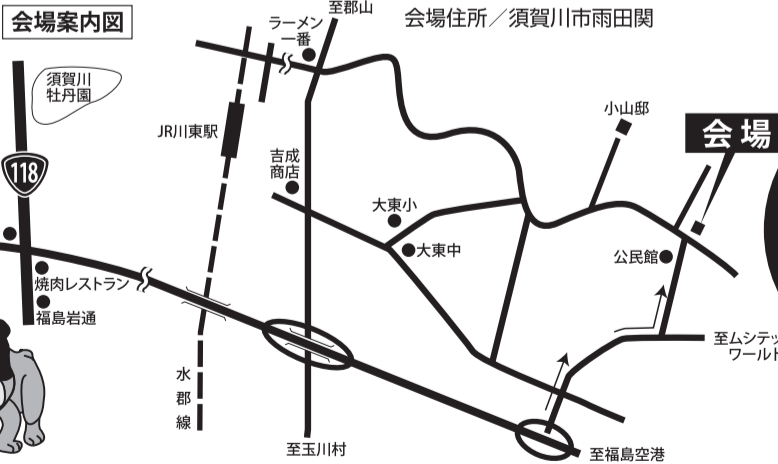 会場案内図
会場住所／須賀川市雨田関
至郡山
ラーメン
一番
須賀川
牡丹園
118
JR川東駅
吉成
商店
小山邸
会場
大東小
大東中
公民館
焼肉レストラン
福島岩通
水郡線
至玉川村
至ムシテッ
ワールド
至福島空港